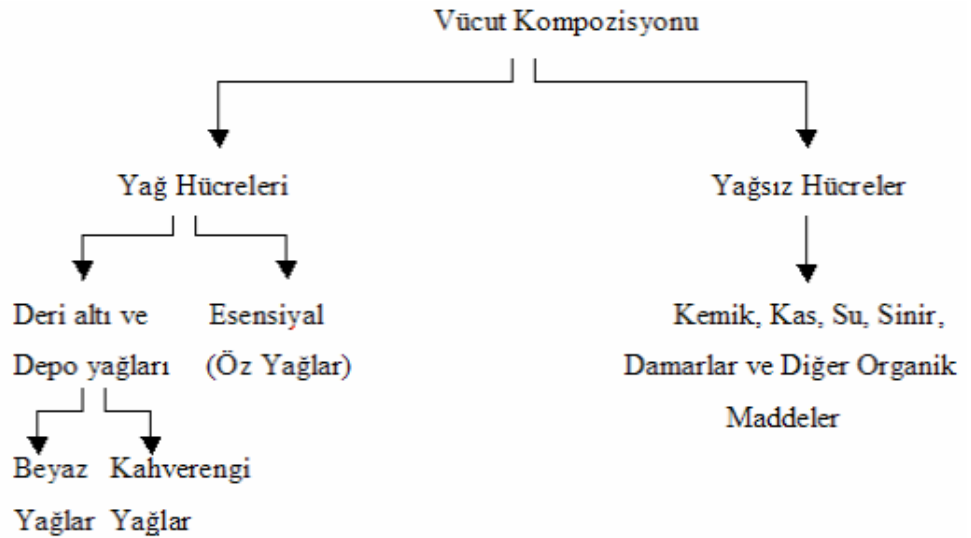 Vücut Kompozisyonu
Yağ Hücreleri
Yağsız Hücreler
Deri altı ve
Depo yağları
Esensiyal
(Öz Yağlar)
Kemik, Kas, Su, Sinir,
Damarlar ve Diğer Organik
Maddeler
Beyaz
Yağlar
Kahverengi
Yağlar